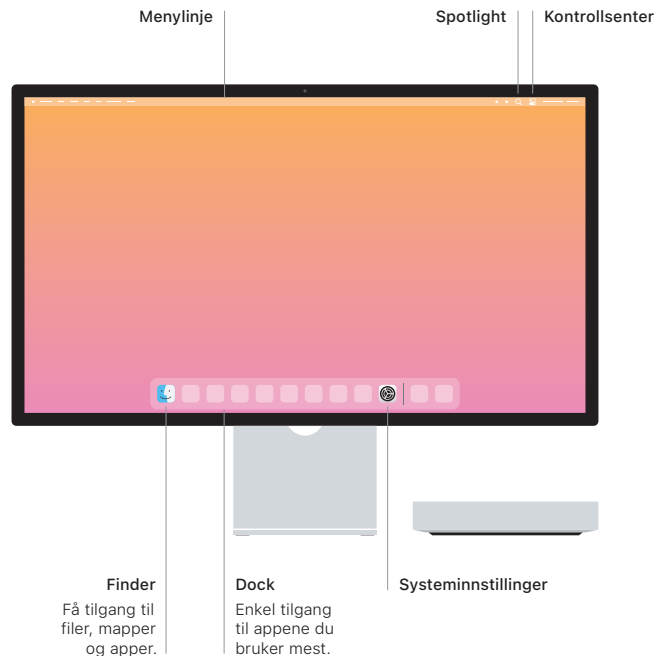 Menylinje
Spotlight
Kontrollsenter
Finder
Få tilgang til
filer, mapper
og apper.
Dock
Enkel tilgang
til appene du
bruker mest.
Systeminnstillinger